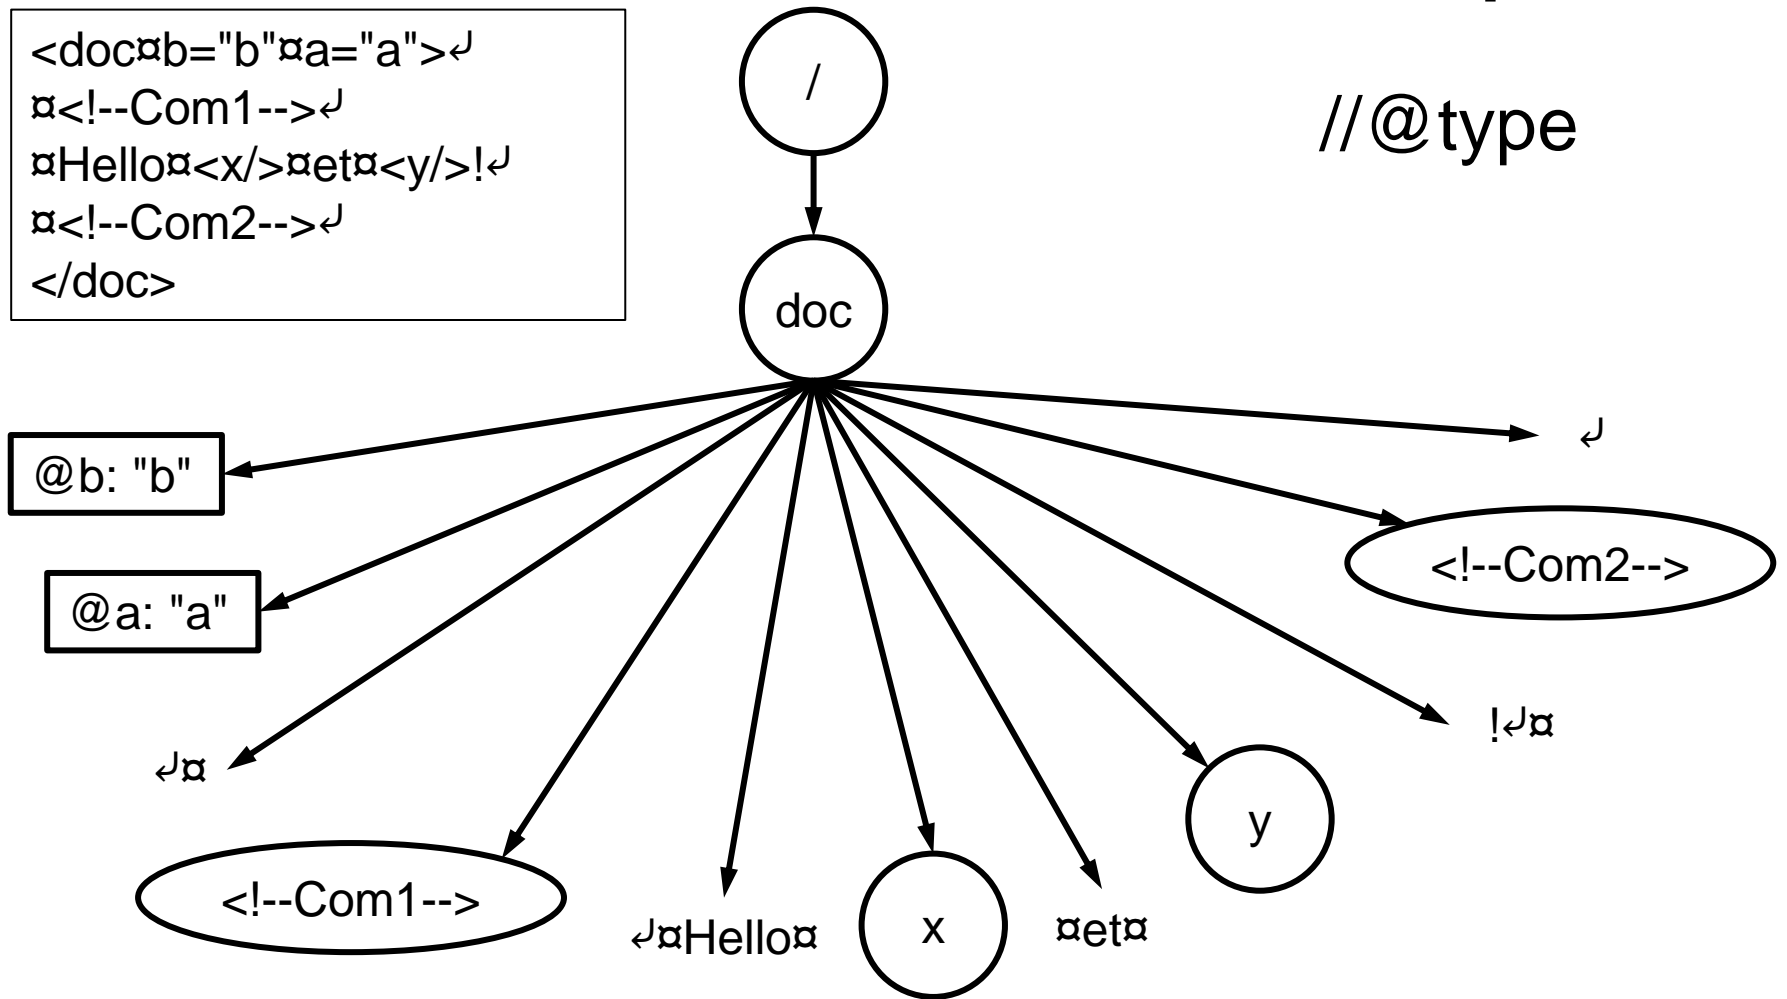 <doc¤b="b"¤a="a">↲
¤<!--Com1-->↲
¤Hello¤<x/>¤et¤<y/>!↲
¤<!--Com2-->↲
</doc>
/
//@type
doc
@b: "b"
↲
<!--Com2-->
@a: "a"
↲¤
!↲¤
y
<!--Com1-->
↲¤Hello¤
x
¤et¤